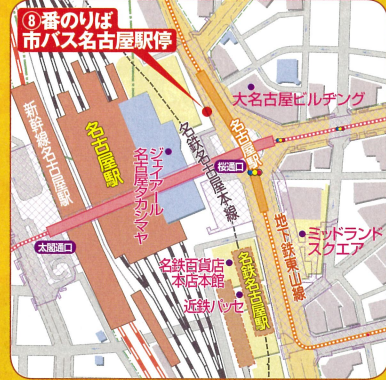 ⑧番のりば
市バス名古屋駅停
大名古屋ビルヂング
新幹線名古屋駅
名古屋駅
ジェイアール
名古屋タカシマヤ
名鉄名古屋本線
名古屋駅
桜通口
太閤通口
地下鉄東山線
ミッドランド
スクエア
名鉄百貨店
本店本館
名鉄名古屋駅
近鉄パッセ